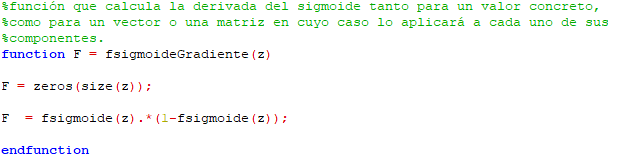 %función que calcula la derivada del sigmoide tanto para un valor concreto,
%como para un vector o una matriz en cuyo caso lo aplicará a cada uno de sus
%componentes.
function F = fsigmoideGradiente(z)
F = zeros(size(z));
F  = fsigmoide(z).*(1-fsigmoide(z));
endfunction